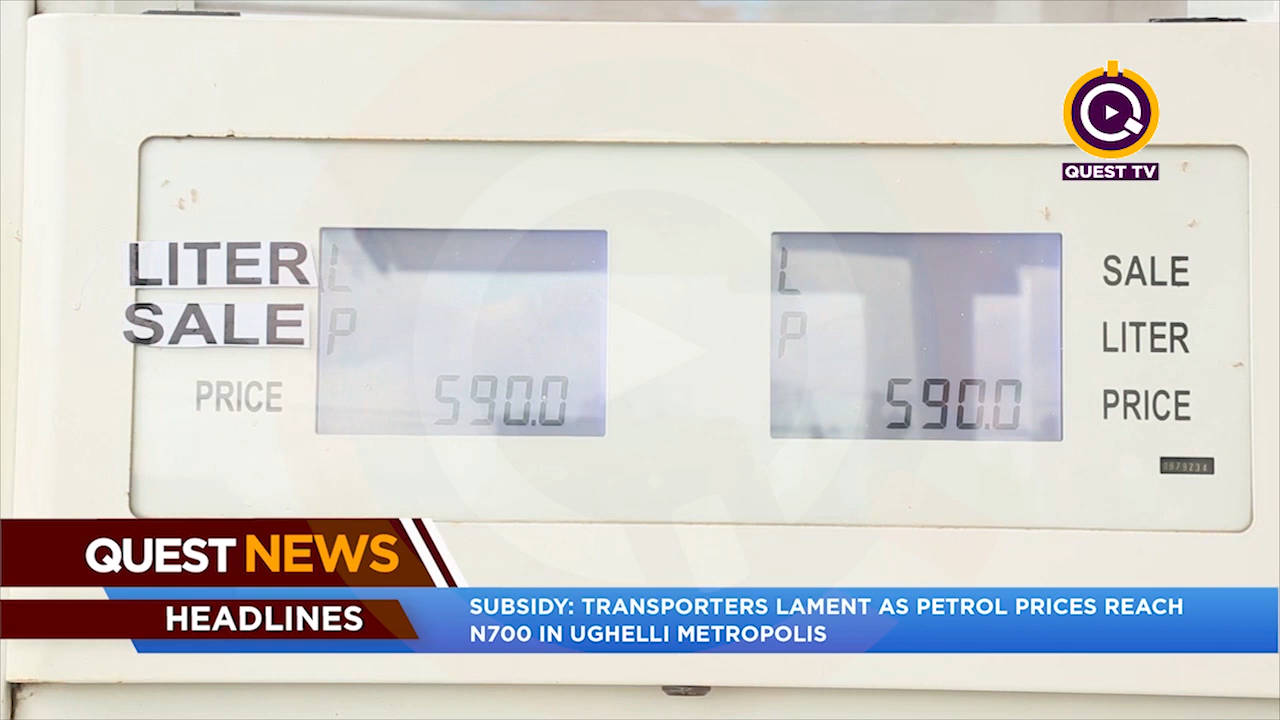 QUEST TV
LITER L
SALE P
PRICE 590.0
L SALE
P LITER
590.0 PRICE
QUEST NEWS
HEADLINES
SUBSIDY: TRANSPORTERS LAMENT AS PETROL PRICES REACH
N700 IN UGHELLI METROPOLIS